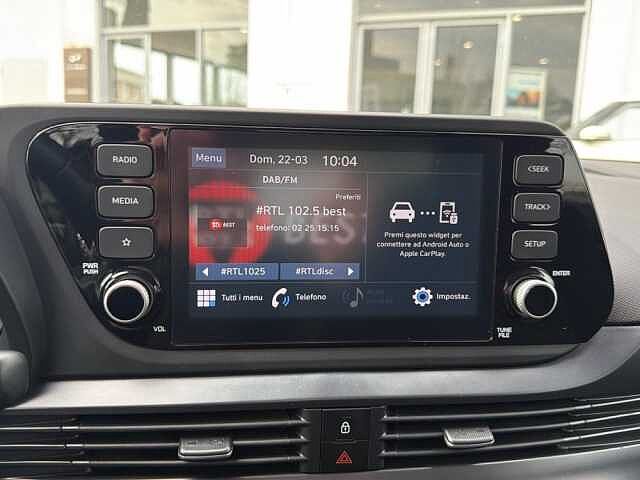 RADIO
MEDIA
PWR
PUSH
VOL
Menu
Dom, 22-03
10:04
DAB/FM
Preferiti
#RTL 102.5 best
telefono: 02 25.15:15
BEST
BEST
#RTL1025
#RTLdisc
Tutti i menu
Telefono
Impostaz.
Premi questo widget per
connettere ad Android Auto o
Apple CarPlay.
<SEEK
TRACK>
SETUP
ENTER
TUNE
FILE